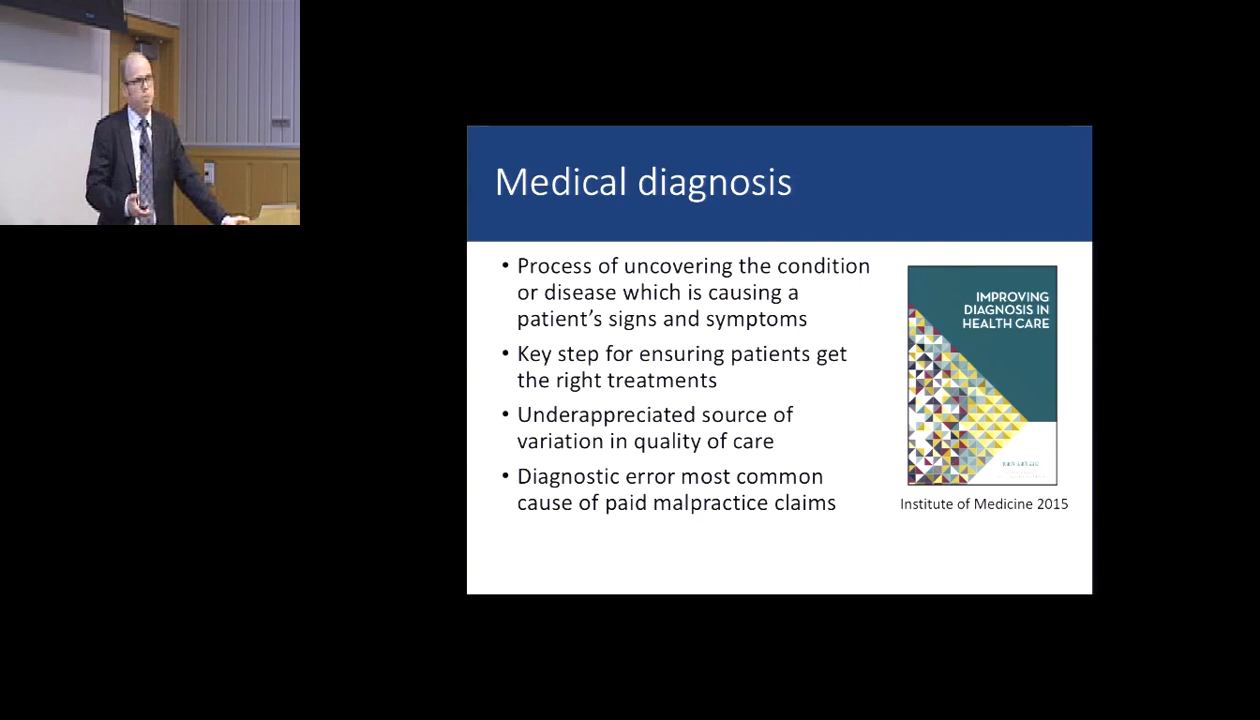 Medical diagnosis
• Process of uncovering the condition
or disease which is causing a
patient’s signs and symptoms
• Key step for ensuring patients get
the right treatments
• Underappreciated source of
variation in quality of care
• Diagnostic error most common
cause of paid malpractice claims
IMPROVING
DIAGNOSIS IN
HEALTH CARE
Institute of Medicine 2015